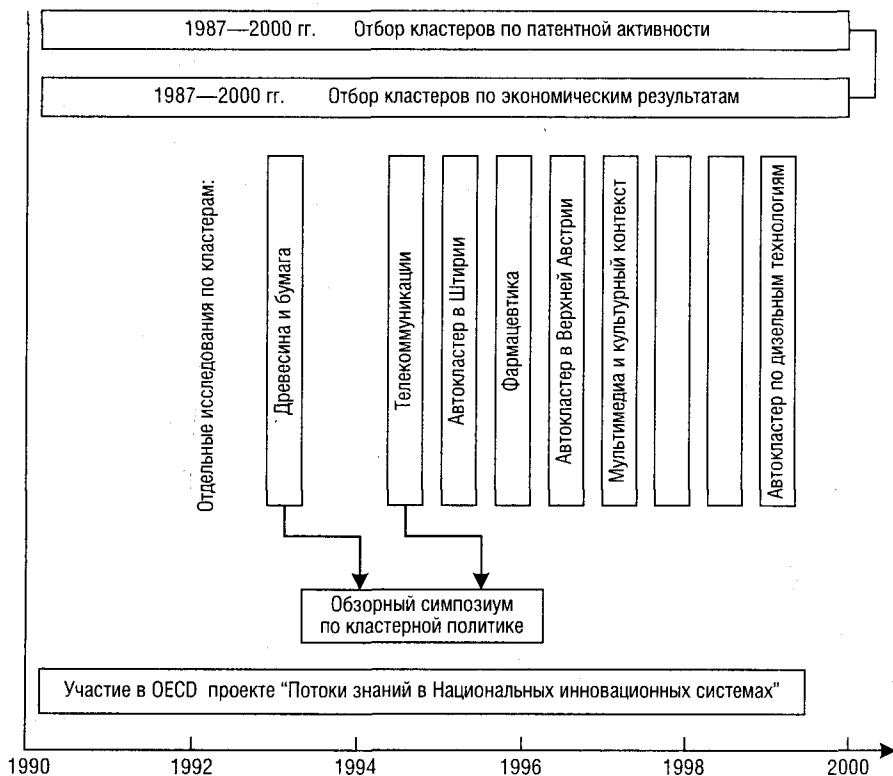 1987—2000 гг. Отбор кластеров по патентной активности
1987—2000 гг. Отбор кластеров по экономическим результатам
Отдельные исследования по кластерам:
Древесина и бумага
Телекоммуникации
Автокластер в Штирии
Фармацевтика
Автокластер в Верхней Австрии
Мультимедиа и культурный контекст
Автокластер по дизельным технологиям
Обзорный симпозиум
по кластерной политике
Участие в OECD проекте "Потоки знаний в Национальных инновационных системах"
1990 1992 1994 1996 1998 2000